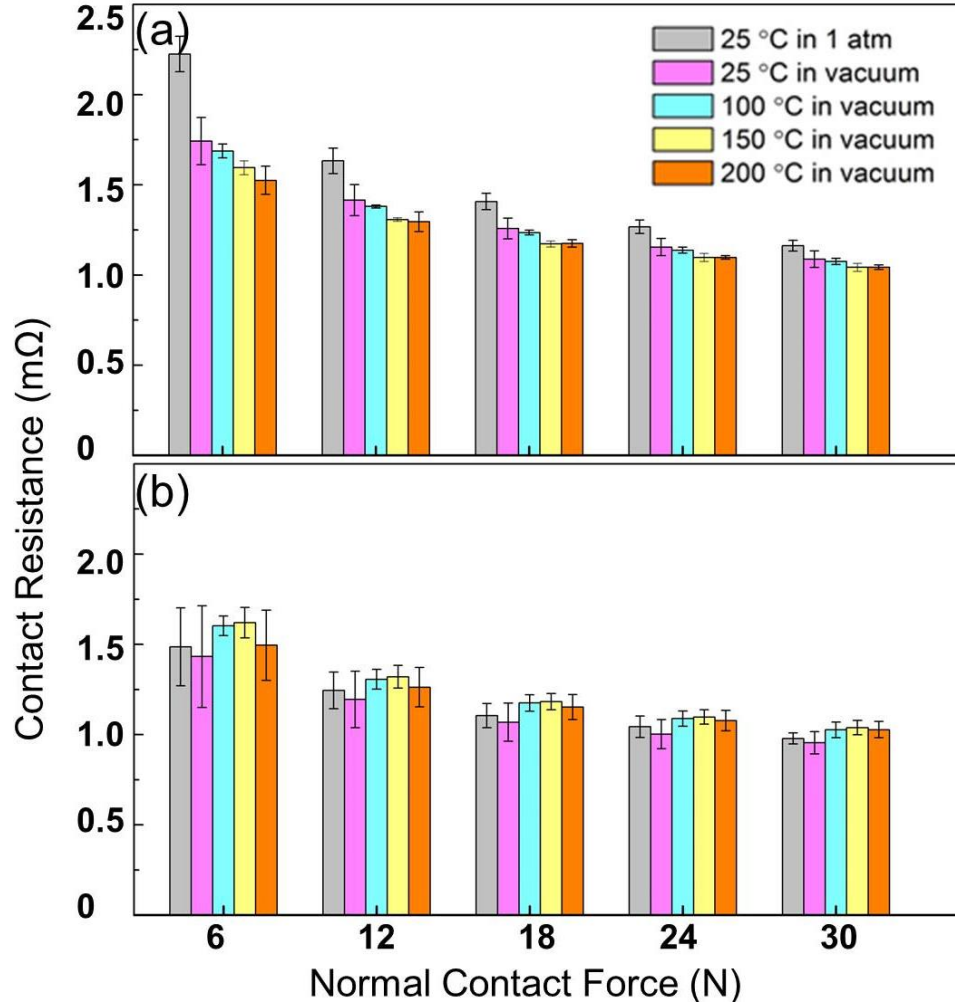 (a)
25 °C in 1 atm
25 °C in vacuum
100 °C in vacuum
150 °C in vacuum
200 °C in vacuum
2.5
2.0
1.5
1.0
0.5
0
(b)
2.0
1.5
1.0
0.5
0
Contact Resistance (mΩ)
6 12 18 24 30
Normal Contact Force (N)